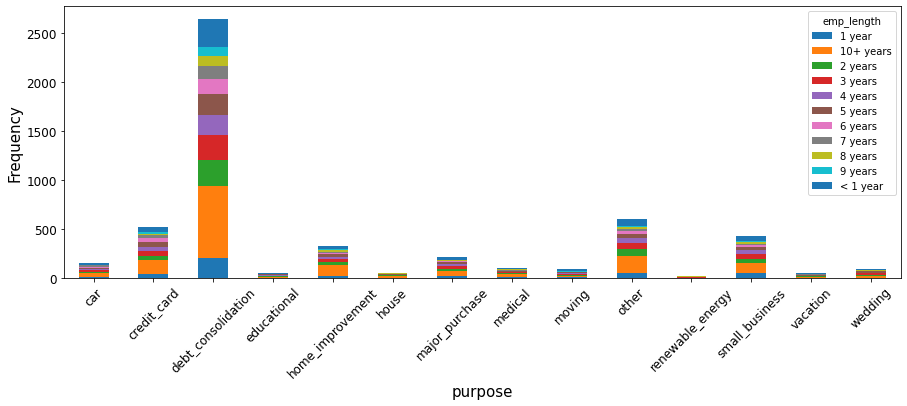 emp_length
1 year
10+ years
2 years
3 years
4 years
5 years
6 years
7 years
8 years
9 years
< 1 year
Frequency
2500
2000
1500
1000
500
0
car
credit_card
debt_consolidation
educational
home_improvement
house
major_purchase
medical
moving
other
renewable_energy
small_business
vacation
wedding
purpose